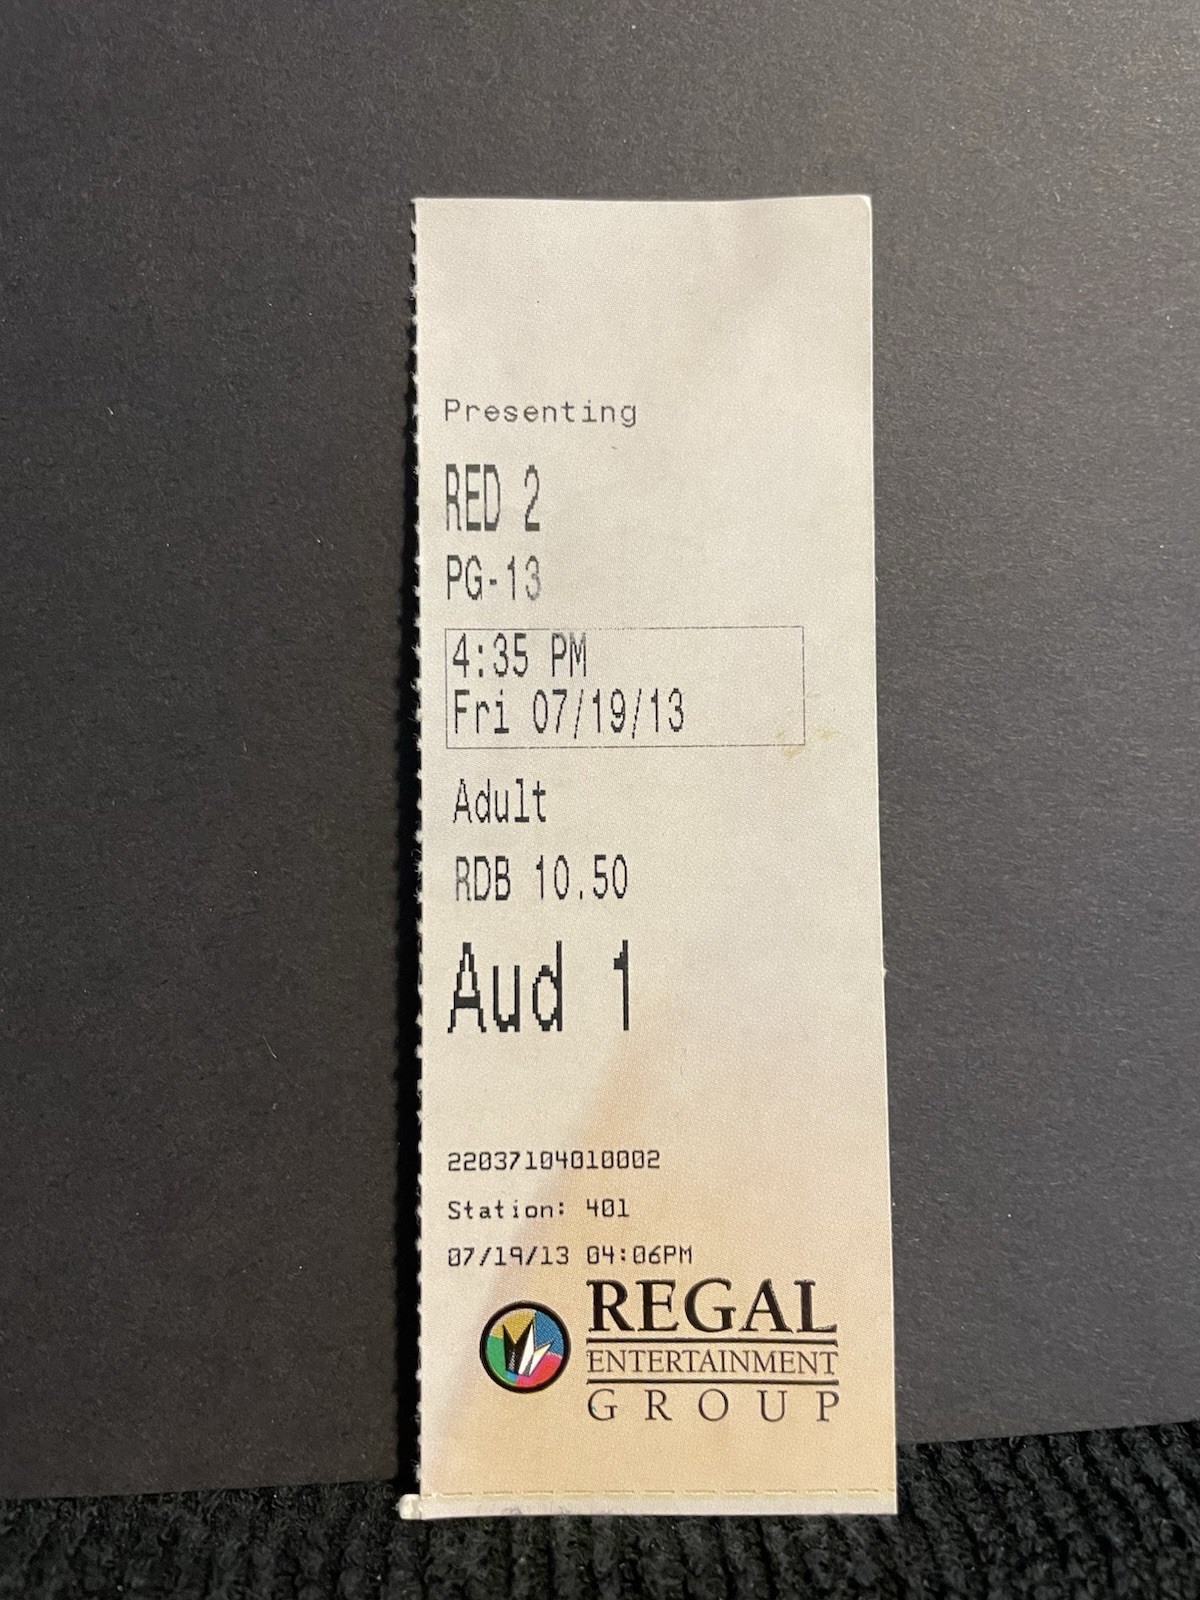 Presenting
RED 2
PG-13
4:35 PM
Fri 07/19/13
Adult
RDB 10.50
Aud 1
22037104010002
Station: 401
07/19/13 04:06PM
REGAL
ENTERTAINMENT
GROUP